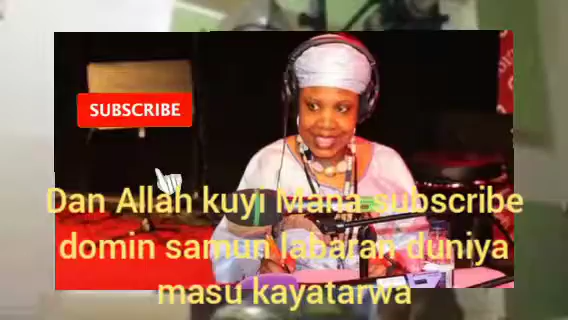 SUBSCRIBE
Dan Allah kuyi Mana subscribe
domin samun labaran duniya
masu kayatarwa